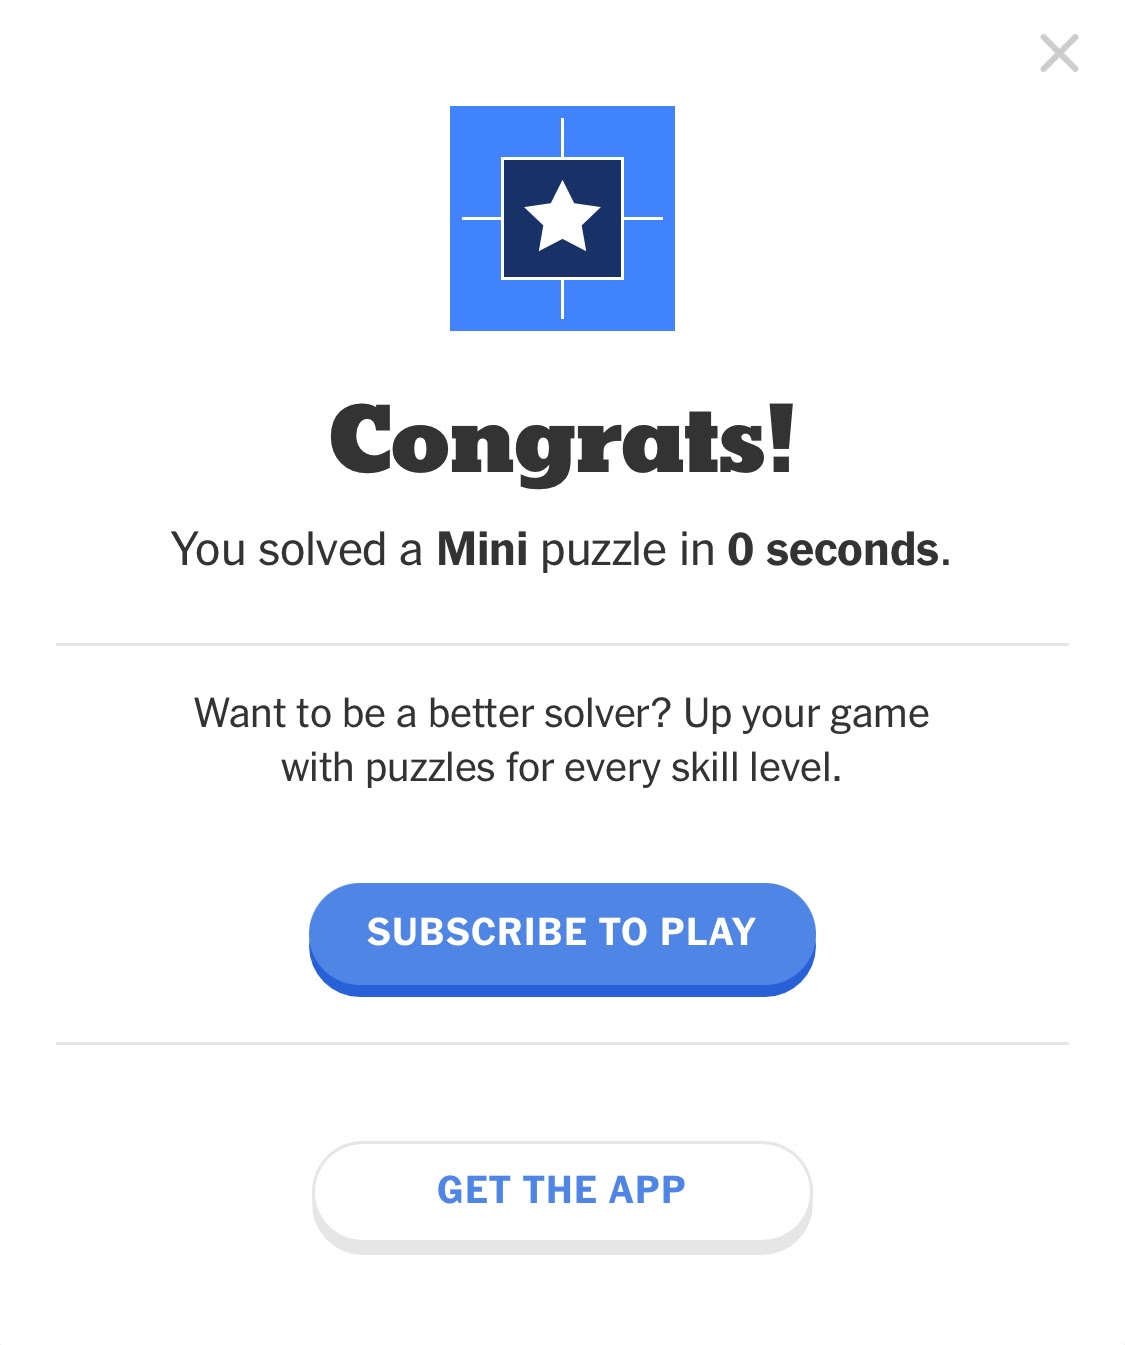 Congrats!
You solved a Mini puzzle in 0 seconds.
Want to be a better solver? Up your game
with puzzles for every skill level.
SUBSCRIBE TO PLAY
GET THE APP